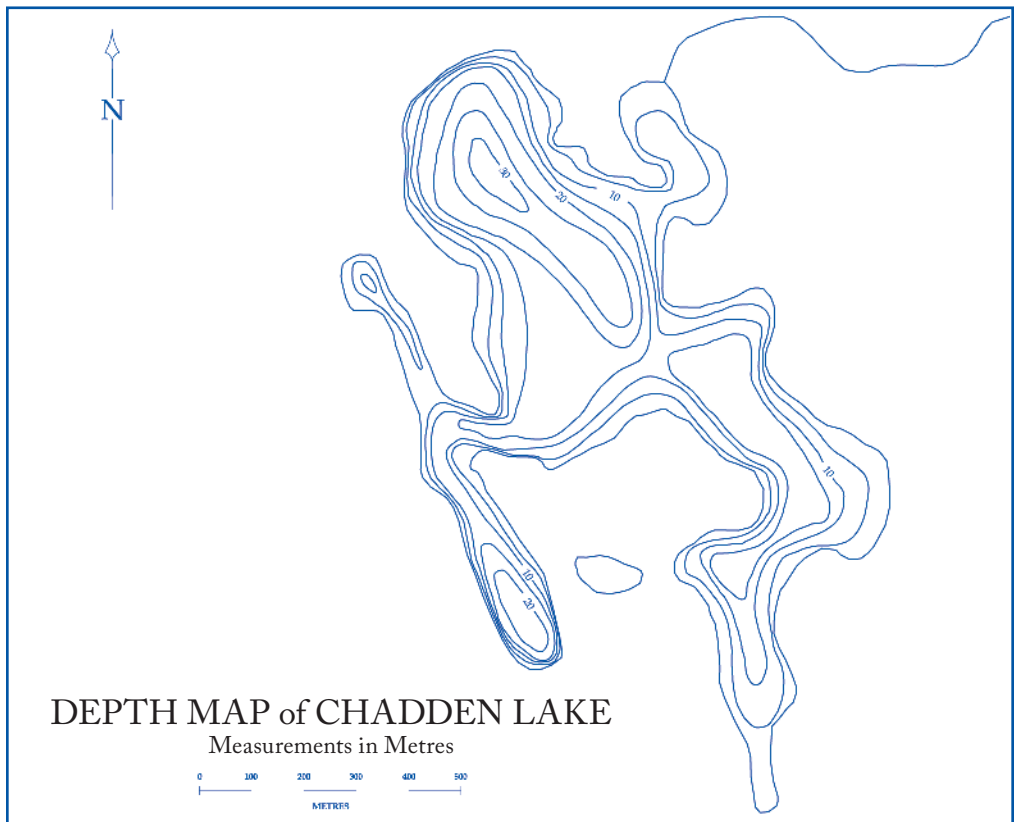 N
30
20
10
10
10
20
DEPTH MAP of CHADDEN LAKE
Measurements in Metres
0 100 200 300 400 500
METRES